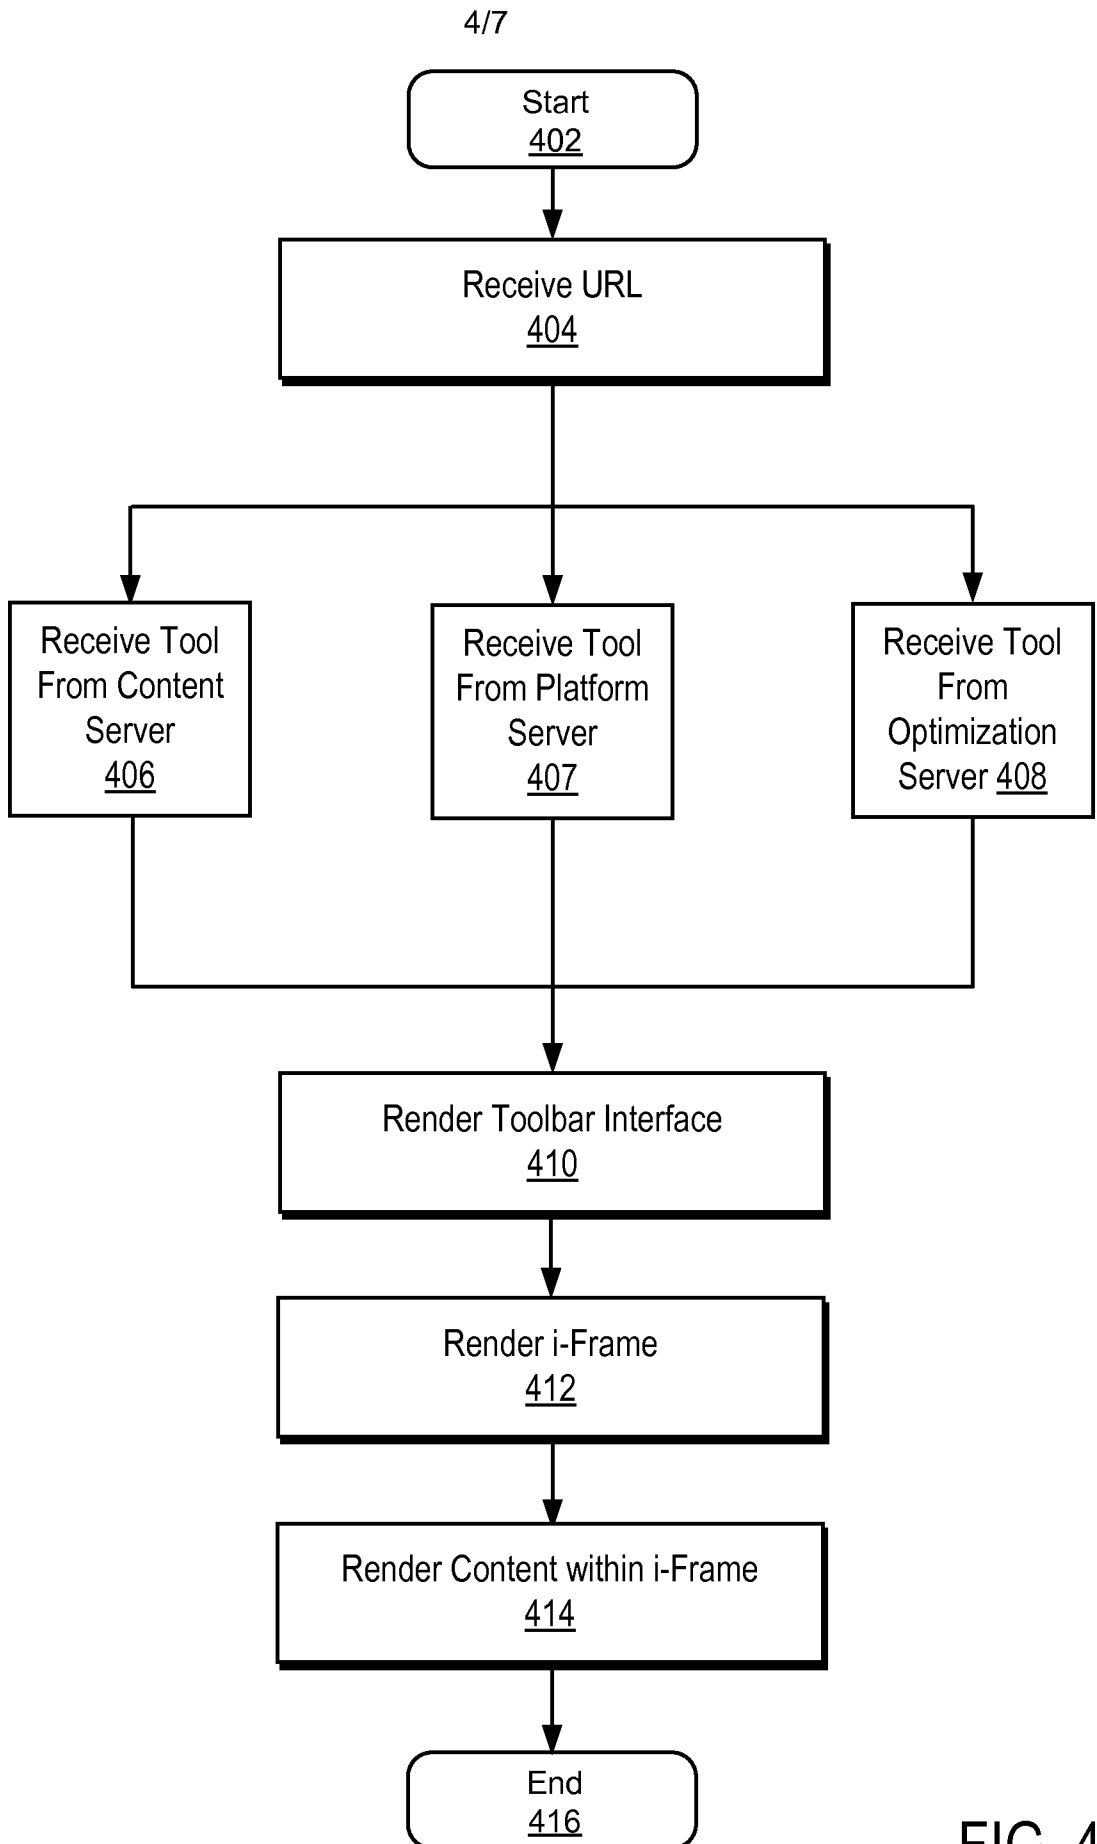 4/7
Start
402
Receive URL
404
Receive Tool
From Content
Server
406
Receive Tool
From Platform
Server
407
Receive Tool
From
Optimization
Server 408
Render Toolbar Interface
410
Render i-Frame
412
Render Content within i-Frame
414
End
416
FIG. 4